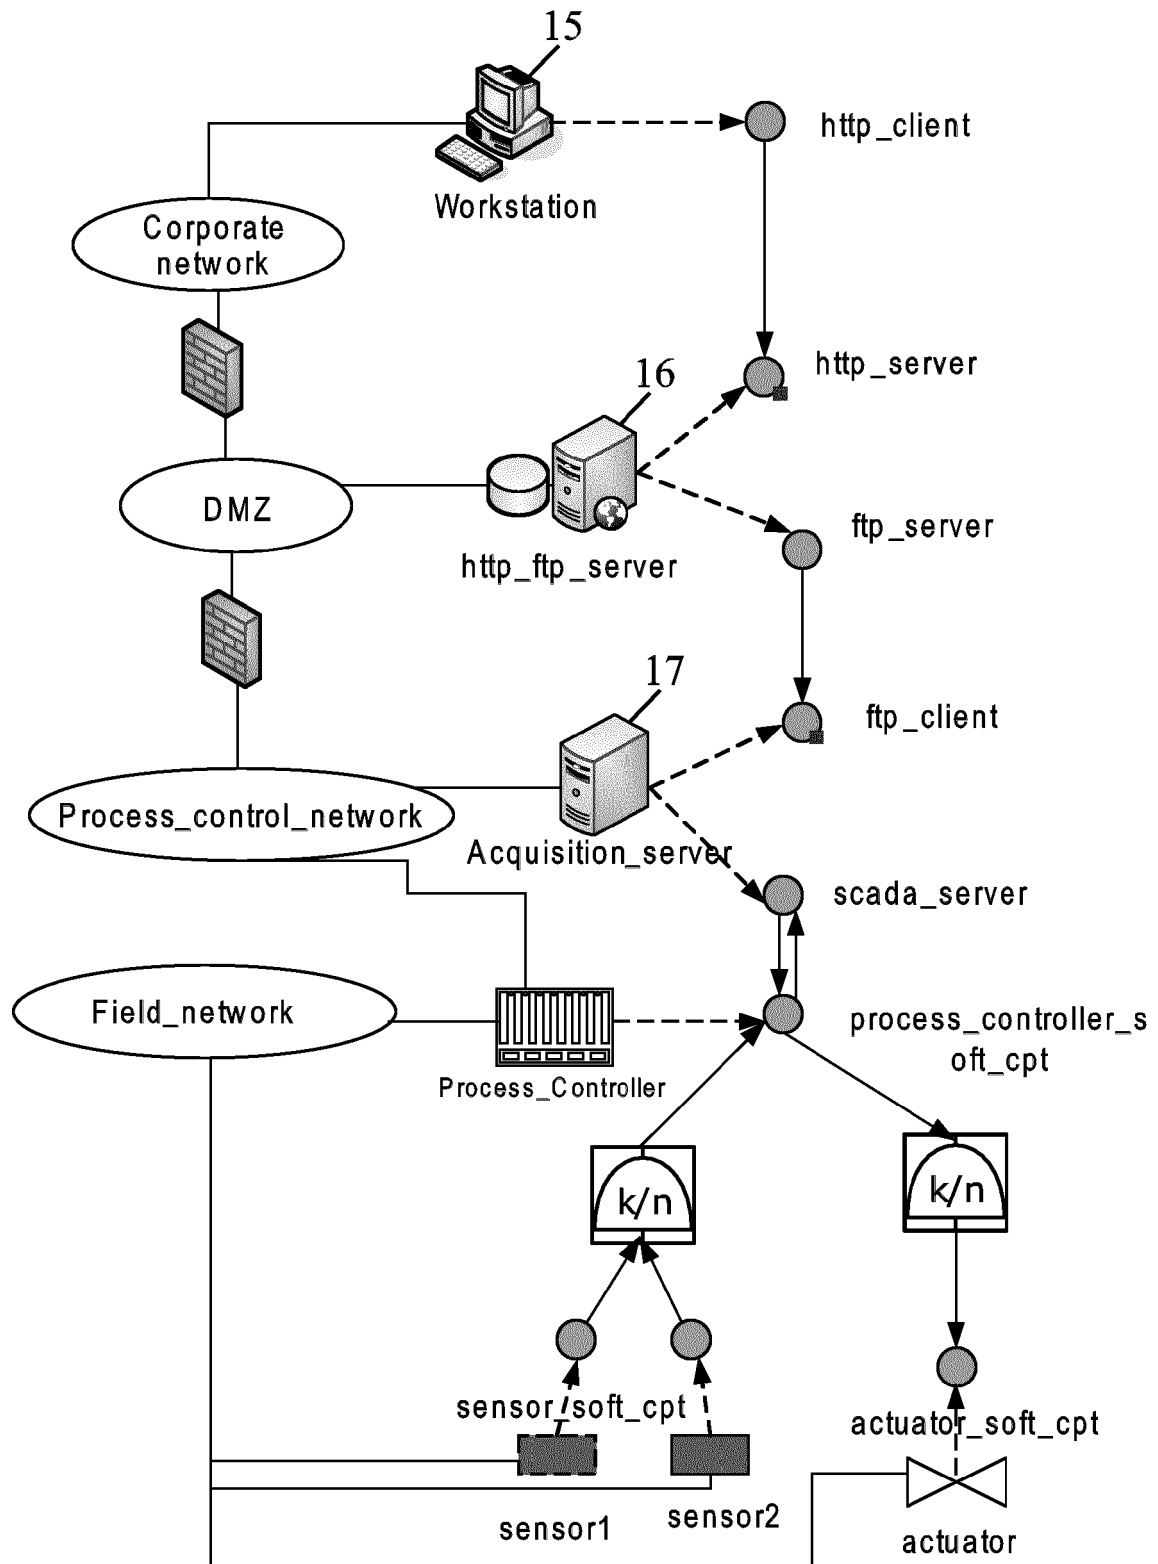 15
http_client
Workstation
Corporate
network
http_server
16
DMZ
ftp_server
http_ftp_server
17
ftp_client
Process_control_network
Acquisition_server
scada_server
Field_network
process_controller_s
oft_cpt
Process_Controller
k/n
k/n
sensor_soft_cpt
actuator_soft_cpt
sensor1
sensor2
actuator